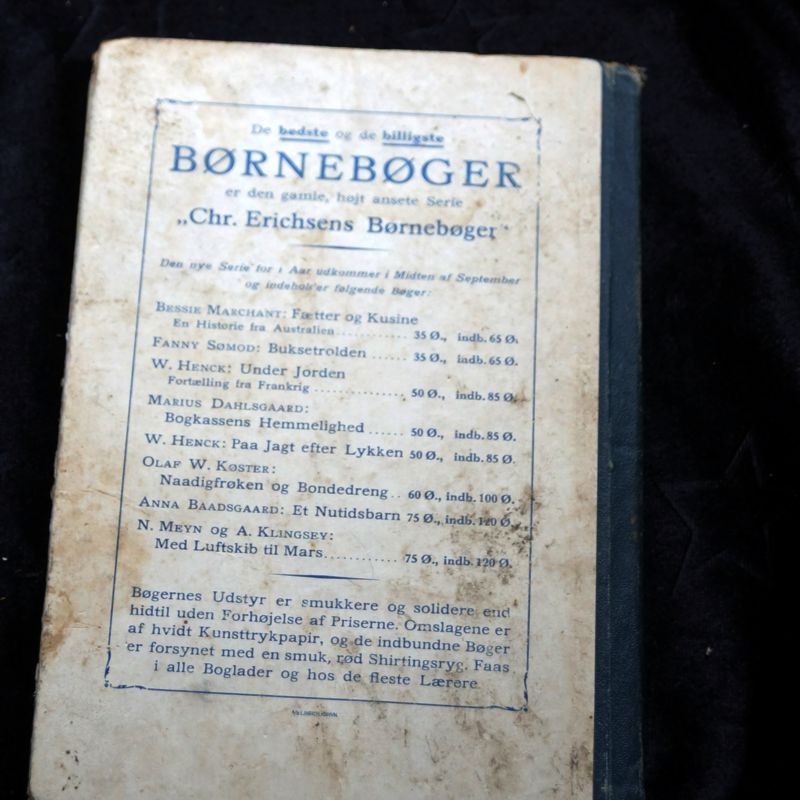 De bedste og de billigste
BØRNEBØGER
er den gamle, højt ansete Serie
„Chr. Erichsens Børnebøger“
Den nye Serie for i Aar udkommer i Midten af September
og indeholder følgende Bøger:
BESSIE MARCHANT: Fætter og Kusine
En Historie fra Australien ........... 35 Ø., indb. 65 Ø.
FANNY SØMOD: Buksetrolden ...... 35 Ø., indb. 65 Ø.
W. HENCK: Under Jorden
Fortælling fra Frankrig ............... 50 Ø., indb. 85 Ø.
MARIUS DAHLSGAARD:
Bogkassens Hemmelighed ...... 50 Ø., indb. 85 Ø.
W. HENCK: Paa Jagt efter Lykken 50 Ø., indb. 85 Ø.
OLAF W. KØSTER:
Naadigfrøken og Bondedreng .. 60 Ø., indb. 100 Ø.
ANNA BAADSGAARD: Et Nutidsbarn 75 Ø., indb. 120 Ø.
N. MEYN OG A. KLINGSEY:
Med Luftskib til Mars ............ 75 Ø., indb. 120 Ø.
Bøgernes Udstyr er smukkere og solidere end
hidtil uden Forhøjelse af Priserne. Omslagene er
af hvidt Kunsttrykpapir, og de indbundne Bøger
er forsynet med en smuk, rød Shirtingsryg. Faas
i alle Boglader og hos de fleste Lærere